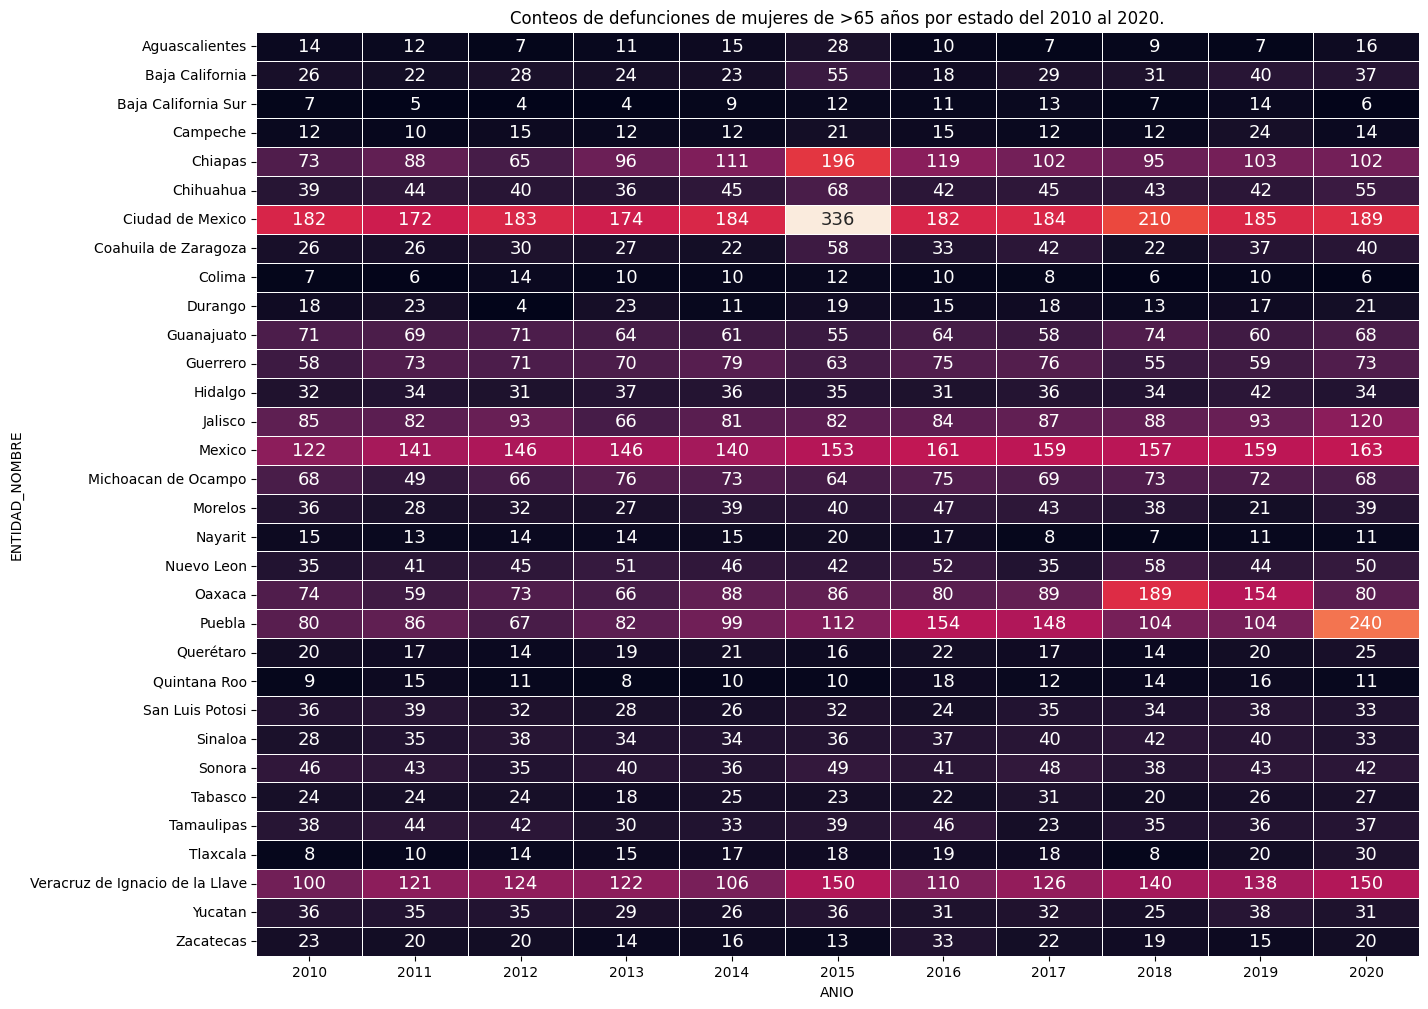 Conteos de defunciones de mujeres de >65 años por estado del 2010 al 2020.
ENTIDAD_NOMBRE
Aguascalientes 14 12 7 11 15 28 10 7 9 7 16
Baja California 26 22 28 24 23 55 18 29 31 40 37
Baja California Sur 7 5 4 4 9 12 11 13 7 14 6
Campeche 12 10 15 12 12 21 15 12 12 24 14
Chiapas 73 88 65 96 111 196 119 102 95 103 102
Chihuahua 39 44 40 36 45 68 42 45 43 42 55
Ciudad de Mexico 182 172 183 174 184 336 182 184 210 185 189
Coahuila de Zaragoza 26 26 30 27 22 58 33 42 22 37 40
Colima 7 6 14 10 10 12 10 8 6 10 6
Durango 18 23 4 23 11 19 15 18 13 17 21
Guanajuato 71 69 71 64 61 55 64 58 74 60 68
Guerrero 58 73 71 70 79 63 75 76 55 59 73
Hidalgo 32 34 31 37 36 35 31 36 34 42 34
Jalisco 85 82 93 66 81 82 84 87 88 93 120
Mexico 122 141 146 146 140 153 161 159 157 159 163
Michoacan de Ocampo 68 49 66 76 73 64 75 69 73 72 68
Morelos 36 28 32 27 39 40 47 43 38 21 39
Nayarit 15 13 14 14 15 20 17 8 7 11 11
Nuevo Leon 35 41 45 51 46 42 52 35 58 44 50
Oaxaca 74 59 73 66 88 86 80 89 189 154 80
Puebla 80 86 67 82 99 112 154 148 104 104 240
Querétaro 20 17 14 19 21 16 22 17 14 20 25
Quintana Roo 9 15 11 8 10 10 18 12 14 16 11
San Luis Potosi 36 39 32 28 26 32 24 35 34 38 33
Sinaloa 28 35 38 34 34 36 37 40 42 40 33
Sonora 46 43 35 40 36 49 41 48 38 43 42
Tabasco 24 24 24 18 25 23 22 31 20 26 27
Tamaulipas 38 44 42 30 33 39 46 23 35 36 37
Tlaxcala 8 10 14 15 17 18 19 18 8 20 30
Veracruz de Ignacio de la Llave 100 121 124 122 106 150 110 126 140 138 150
Yucatan 36 35 35 29 26 36 31 32 25 38 31
Zacatecas 23 20 20 14 16 13 33 22 19 15 20
2010 2011 2012 2013 2014 2015 2016 2017 2018 2019 2020
ANIO